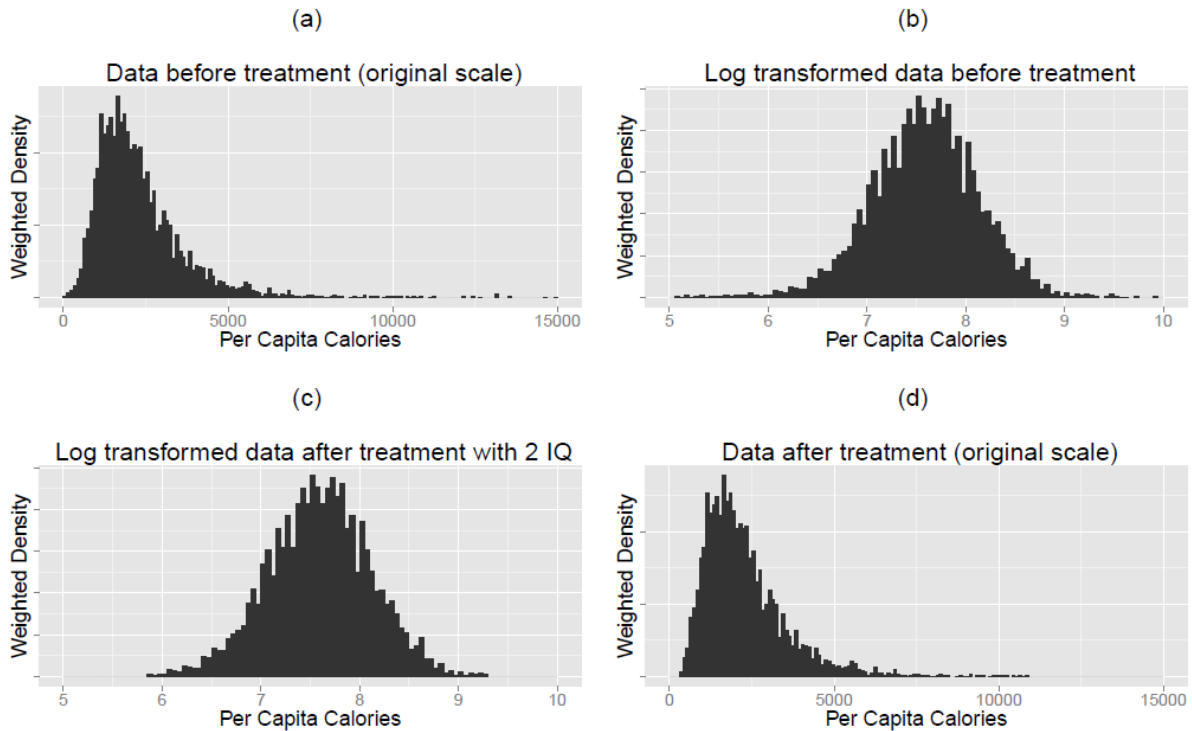 (a)
Data before treatment (original scale)
Weighted Density
0 5000 10000 15000
Per Capita Calories
(b)
Log transformed data before treatment
Weighted Density
5 6 7 8 9 10
Per Capita Calories
(c)
Log transformed data after treatment with 2 IQ
Weighted Density
5 6 7 8 9 10
Per Capita Calories
(d)
Data after treatment (original scale)
Weighted Density
0 5000 10000 15000
Per Capita Calories